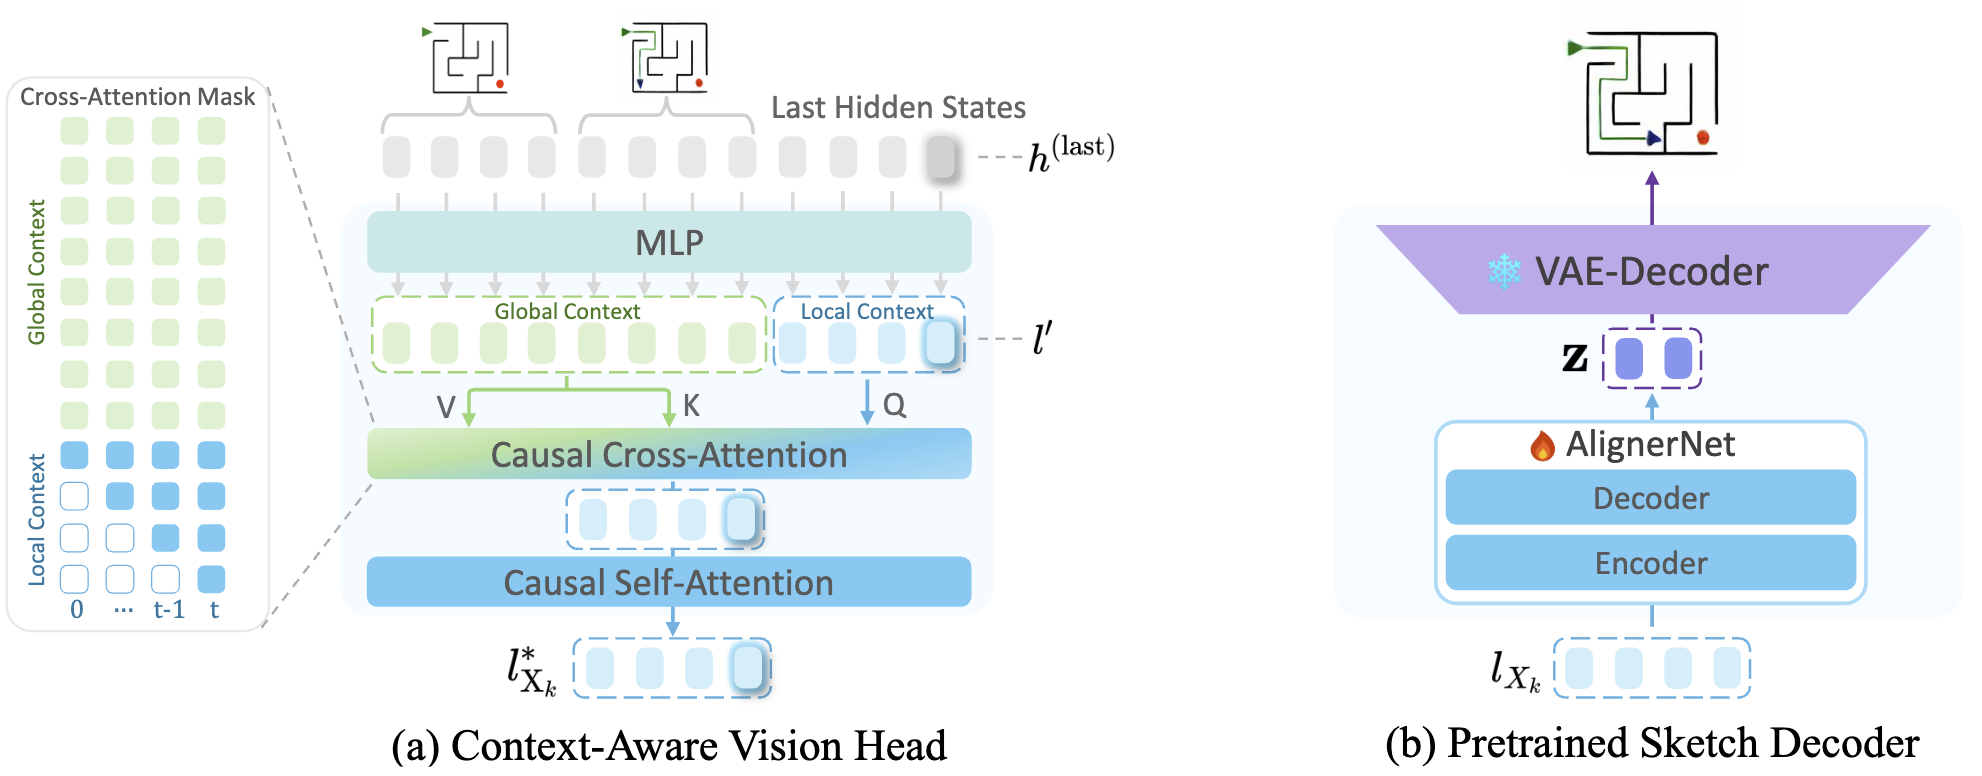 Cross-Attention Mask
Global Context
Local Context
0 ... t-1 t
Last Hidden States
h^(last)
MLP
Global Context
Local Context
l′
V
K
Q
Causal Cross-Attention
Causal Self-Attention
l*_{X_k}
(a) Context-Aware Vision Head
VAE-Decoder
z
AlignerNet
Decoder
Encoder
l_{X_k}
(b) Pretrained Sketch Decoder